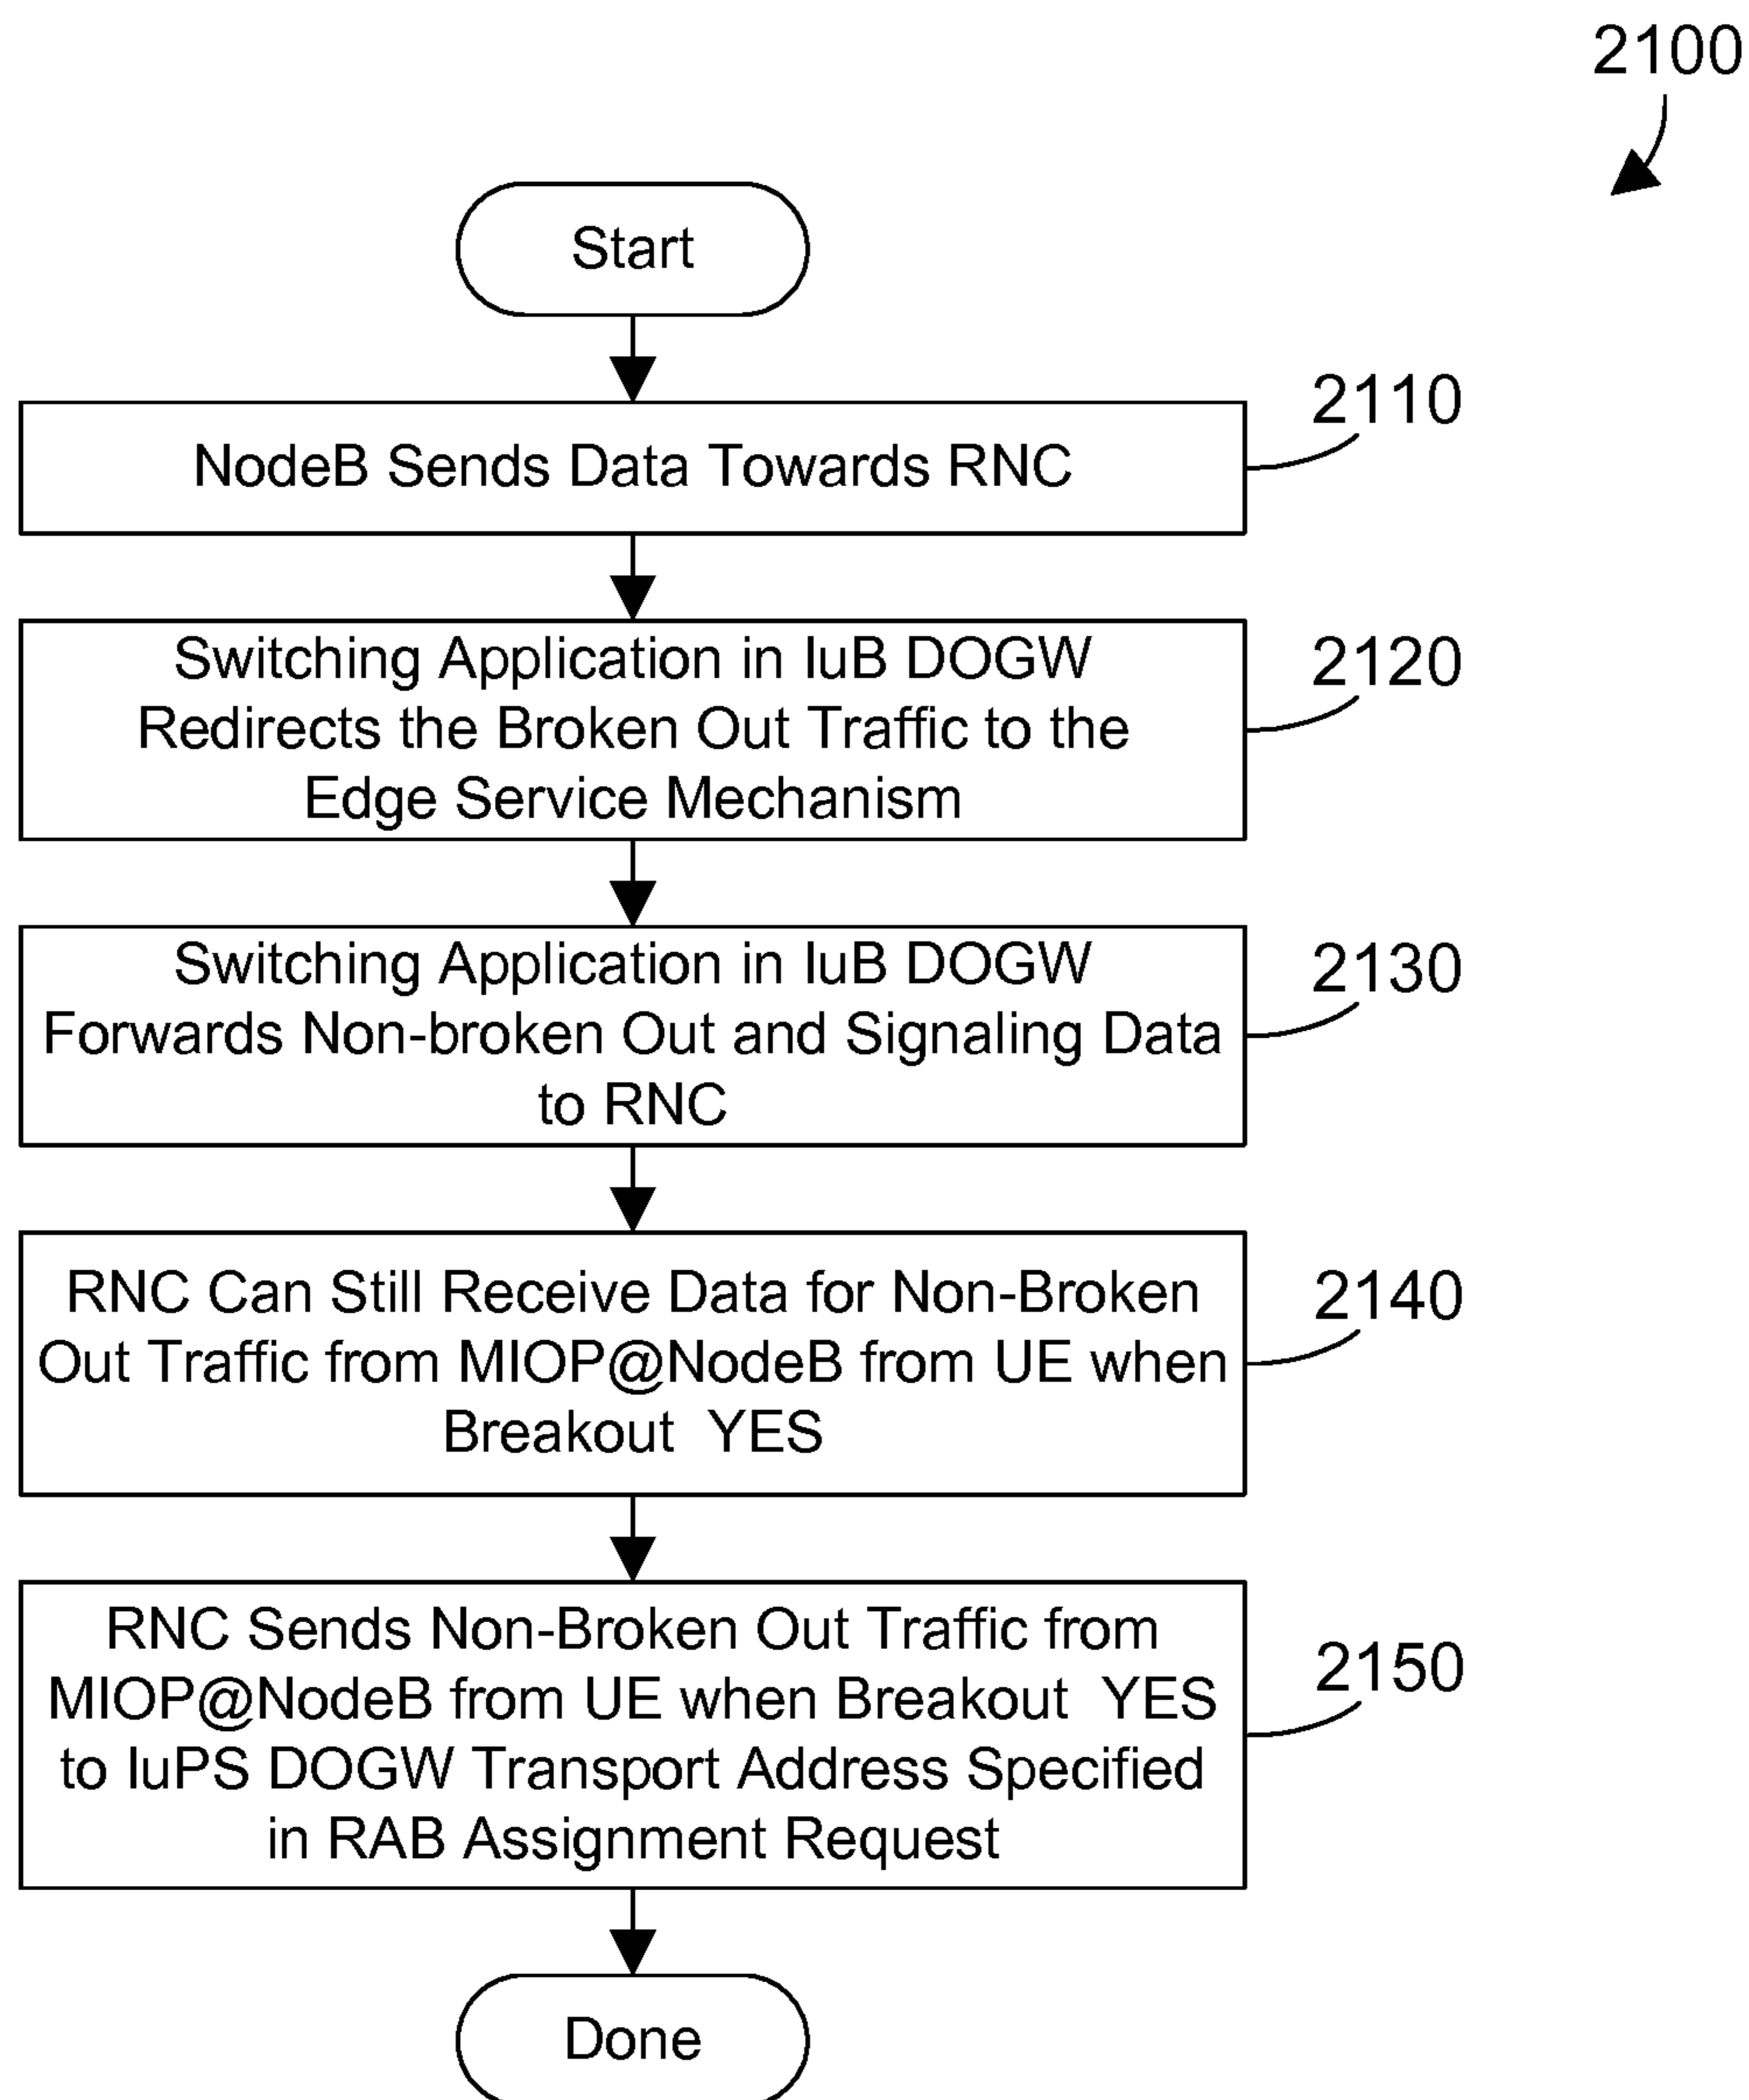 2100
Start
NodeB Sends Data Towards RNC
2110
Switching Application in IuB DOGW
Redirects the Broken Out Traffic to the
Edge Service Mechanism
2120
Switching Application in IuB DOGW
Forwards Non-broken Out and Signaling Data
to RNC
2130
RNC Can Still Receive Data for Non-Broken
Out Traffic from MIOP@NodeB from UE when
Breakout  YES
2140
RNC Sends Non-Broken Out Traffic from
MIOP@NodeB from UE when Breakout  YES
to IuPS DOGW Transport Address Specified
in RAB Assignment Request
2150
Done